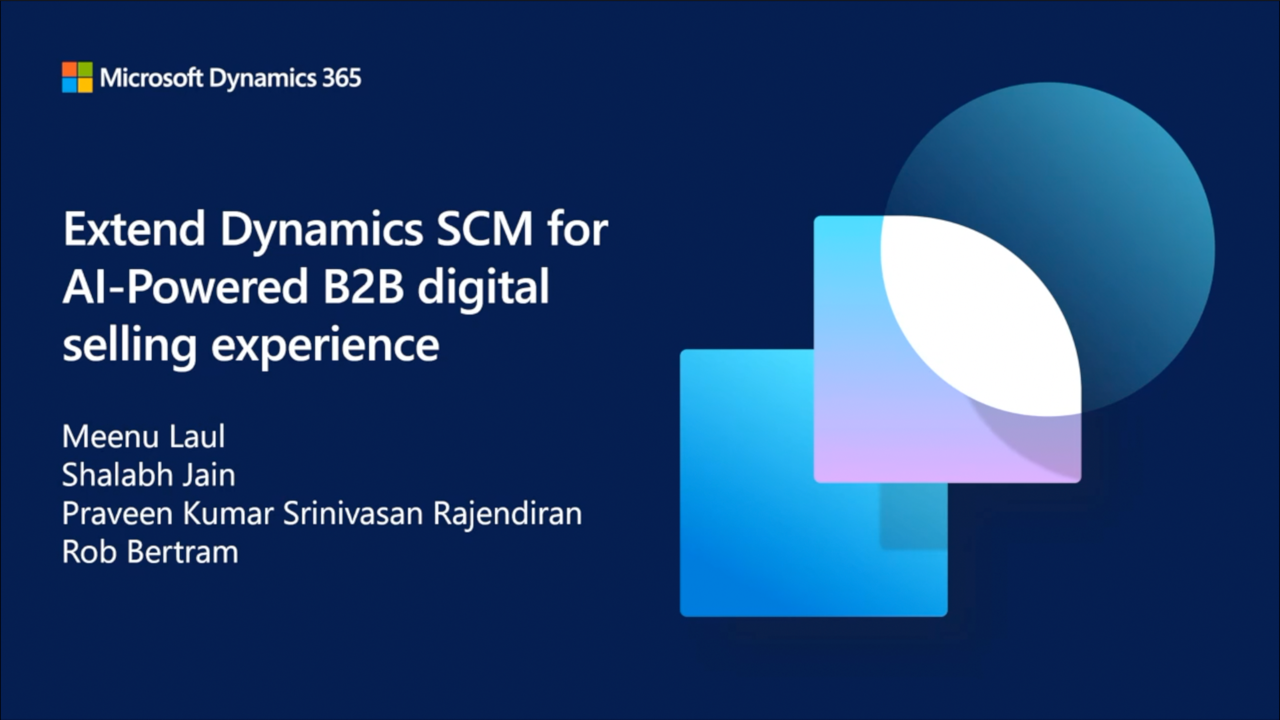 Microsoft Dynamics 365
Extend Dynamics SCM for
AI-Powered B2B digital
selling experience
Meenu Laul
Shalabh Jain
Praveen Kumar Srinivasan Rajendiran
Rob Bertram